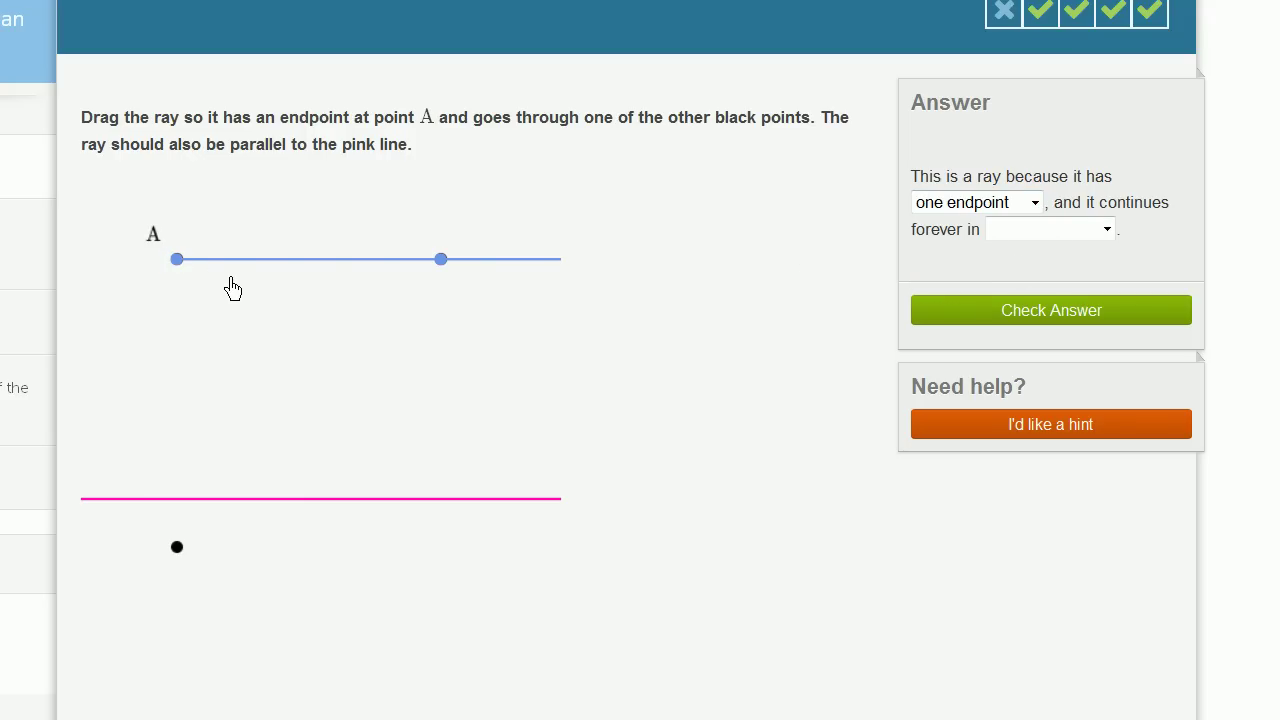 an
Drag the ray so it has an endpoint at point A and goes through one of the other black points. The
ray should also be parallel to the pink line.
A
f the
Answer
This is a ray because it has
one endpoint , and it continues
forever in .
Check Answer
Need help?
I'd like a hint